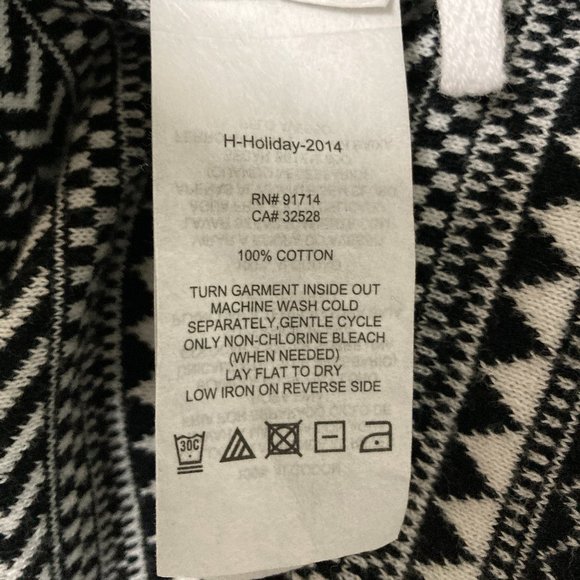 H-Holiday-2014
RN# 91714
CA# 32528
100% COTTON
TURN GARMENT INSIDE OUT
MACHINE WASH COLD
SEPARATELY,GENTLE CYCLE
ONLY NON-CHLORINE BLEACH
(WHEN NEEDED)
LAY FLAT TO DRY
LOW IRON ON REVERSE SIDE
30C